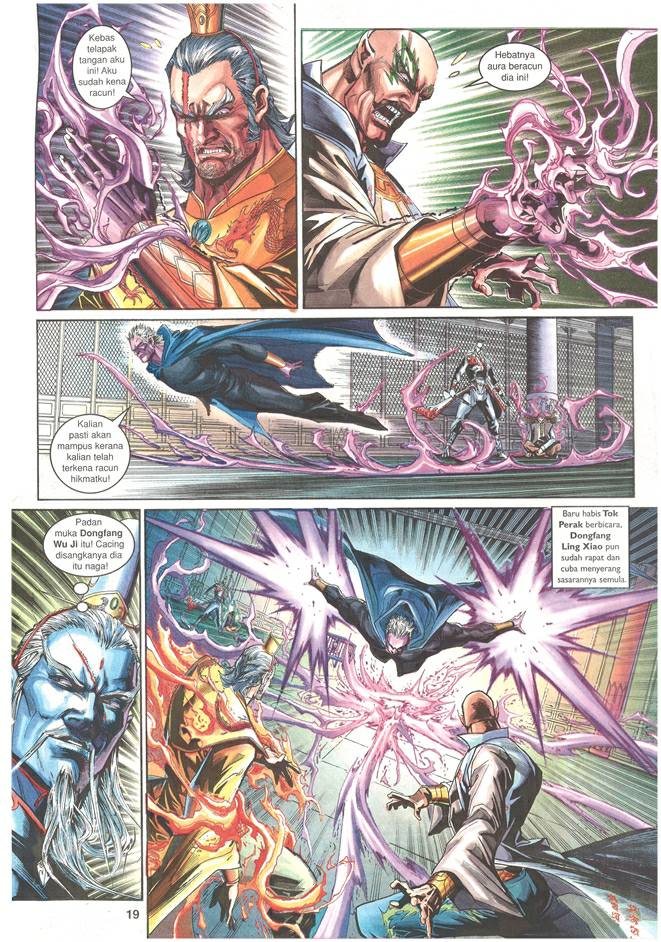 Kebas
telapak
tangan aku
ini! Aku
sudah kena
racun!
Hebatnya
aura beracun
dia ini!
Kalian
pasti akan
mampus kerana
kalian telah
terkena racun
hikmatku!
Padan
muka Dongfang
Wu Ji itu! Cacing
disangkanya dia
itu naga!
Baru habis Tok
Perak berbicara,
Dongfang
Ling Xiao pun
sudah rapat dan
cuba menyerang
sasarannya semula.
19